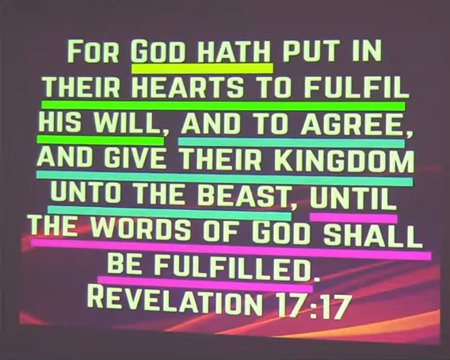 For God hath put in
their hearts to fulfil
his will, and to agree,
and give their kingdom
unto the beast, until
the words of God shall
be fulfilled.
Revelation 17:17